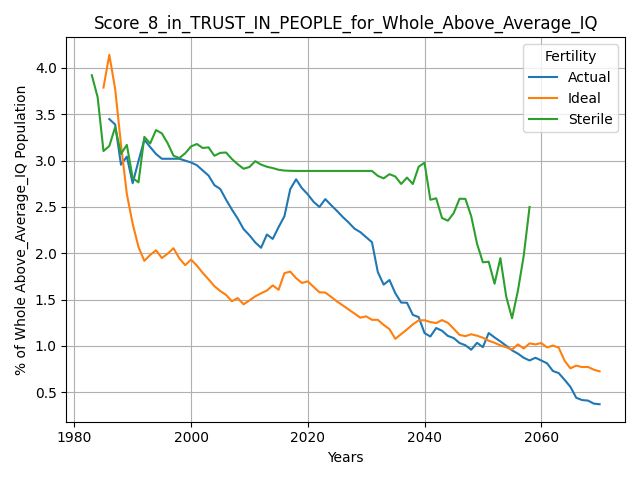 Score_8_in_TRUST_IN_PEOPLE_for_Whole_Above_Average_IQ
% of Whole Above_Average_IQ Population
4.0
3.5
3.0
2.5
2.0
1.5
1.0
0.5
Fertility
Actual
Ideal
Sterile
1980
2000
2020
2040
2060
Years